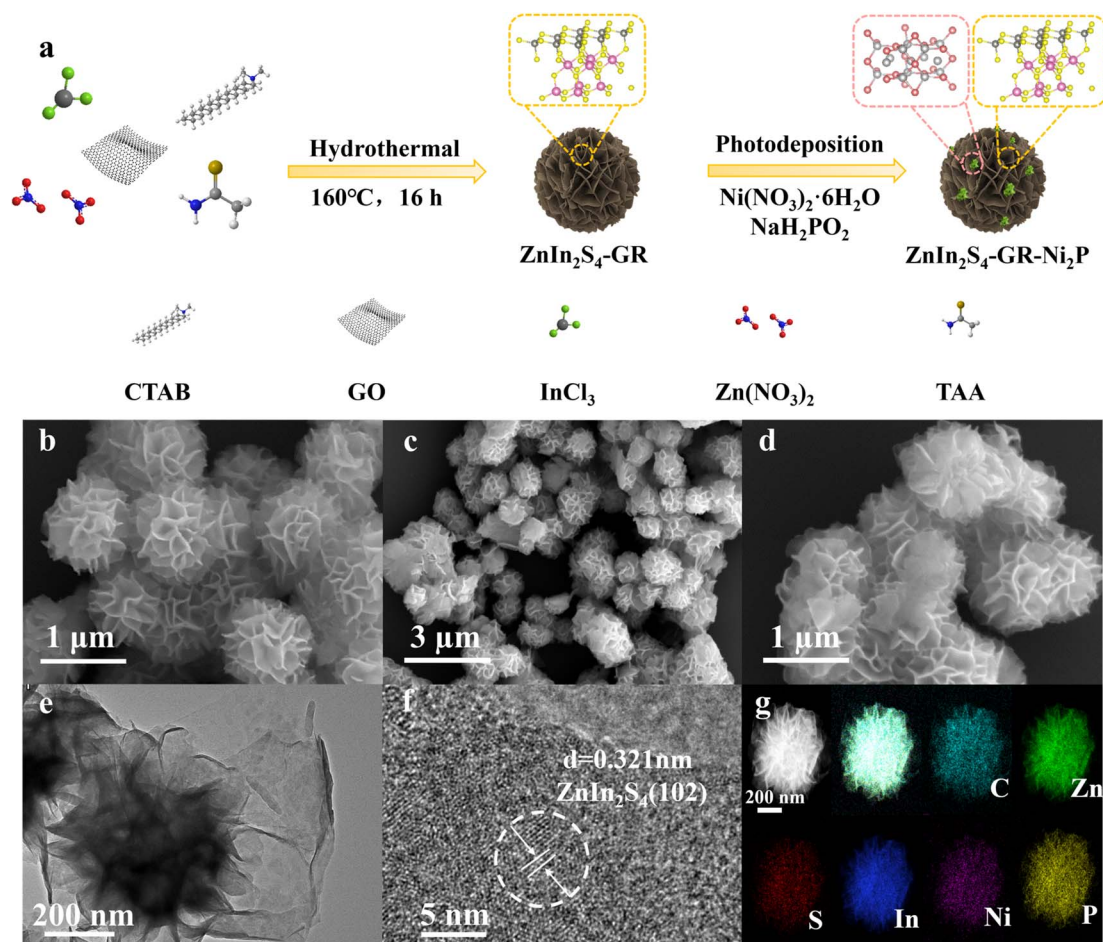 a
Hydrothermal
160℃，16 h
ZnIn₂S₄-GR
Photodeposition
Ni(NO₃)₂·6H₂O
NaH₂PO₂
ZnIn₂S₄-GR-Ni₂P
CTAB
GO
InCl₃
Zn(NO₃)₂
TAA
b
1 μm
c
3 μm
d
1 μm
e
200 nm
f
d=0.321nm
ZnIn₂S₄(102)
5 nm
g
200 nm
C
Zn
S
In
Ni
P